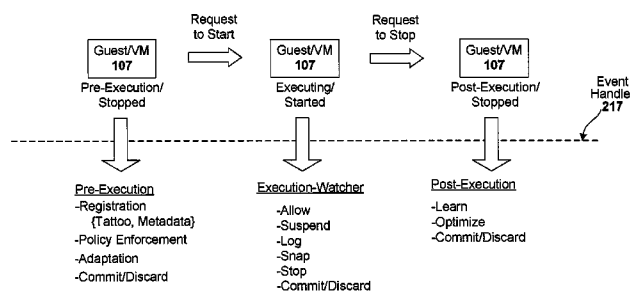 Request
to Start
Request
to Stop
Guest/VM
107
Guest/VM
107
Guest/VM
107
Pre-Execution/
Stopped
Executing/
Started
Post-Execution/
Stopped
Event
Handle
217
Pre-Execution
-Registration
{Tattoo, Metadata}
-Policy Enforcement
-Adaptation
-Commit/Discard
Execution-Watcher
-Allow
-Suspend
-Log
-Snap
-Stop
-Commit/Discard
Post-Execution
-Learn
-Optimize
-Commit/Discard